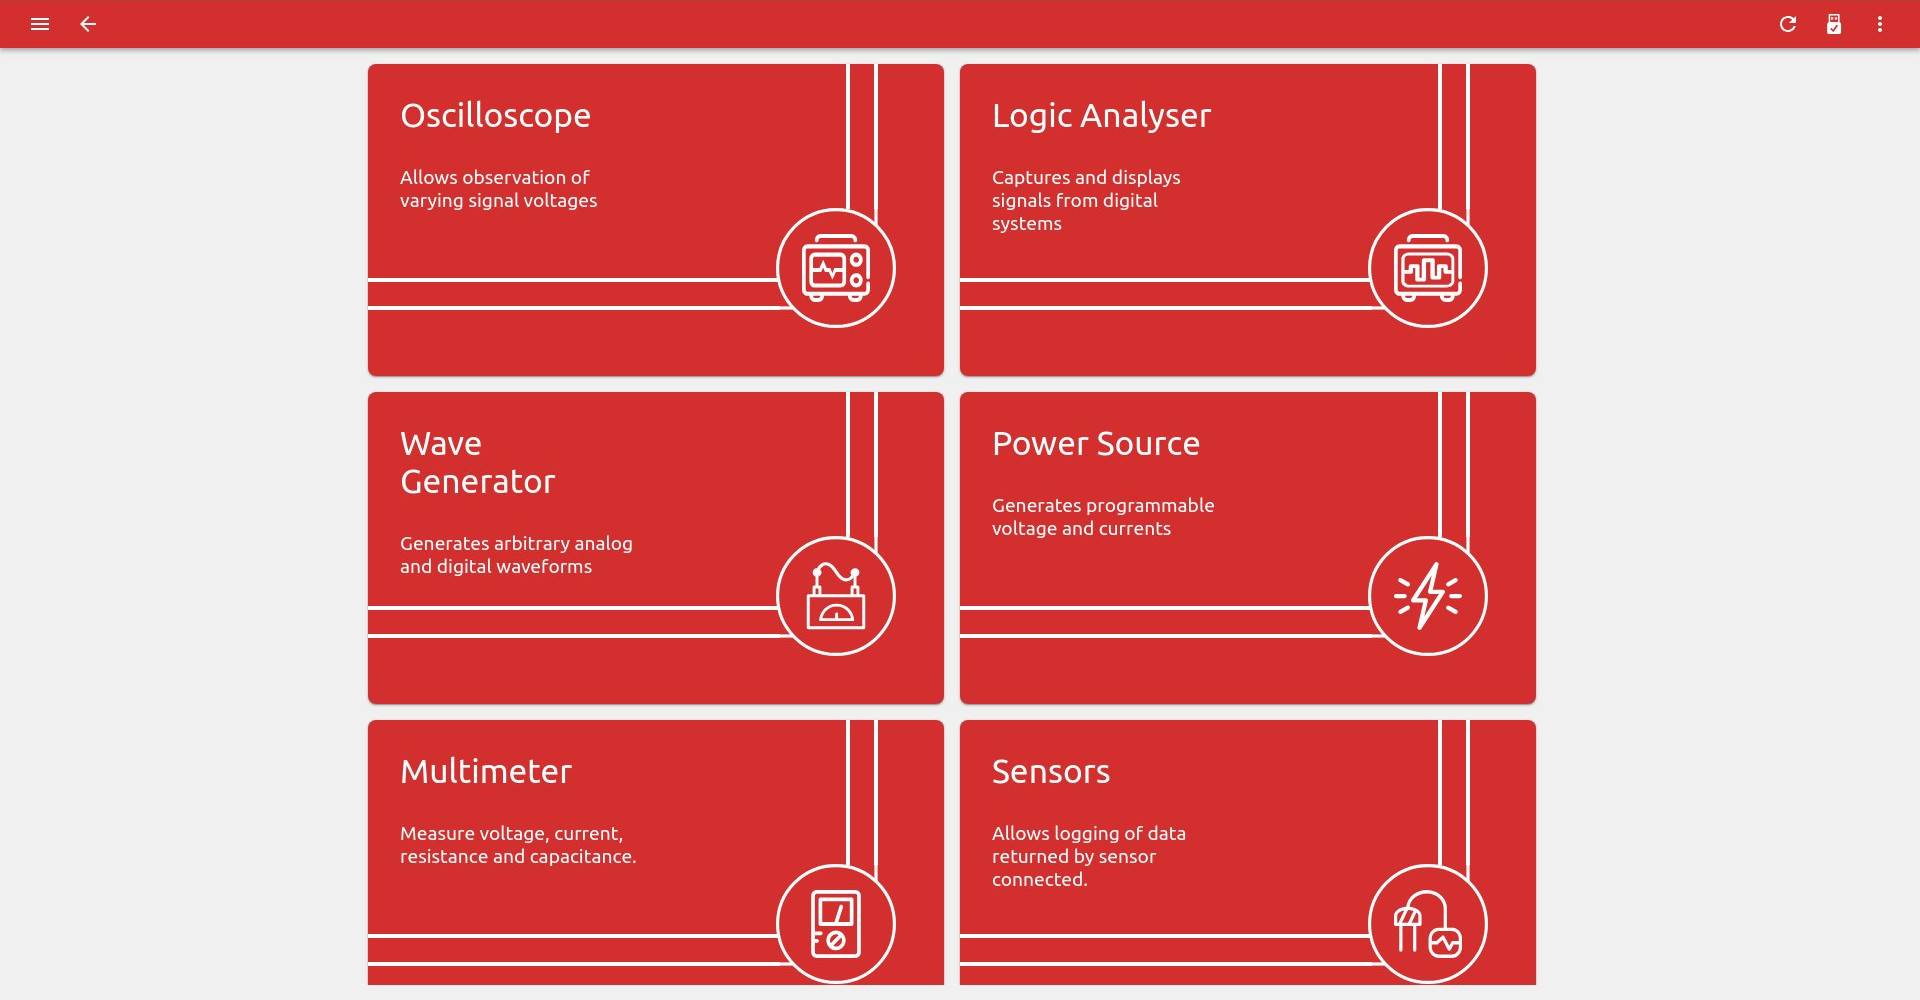 Oscilloscope
Allows observation of
varying signal voltages
Logic Analyser
Captures and displays
signals from digital
systems
Wave
Generator
Generates arbitrary analog
and digital waveforms
Power Source
Generates programmable
voltage and currents
Multimeter
Measure voltage, current,
resistance and capacitance.
Sensors
Allows logging of data
returned by sensor
connected.